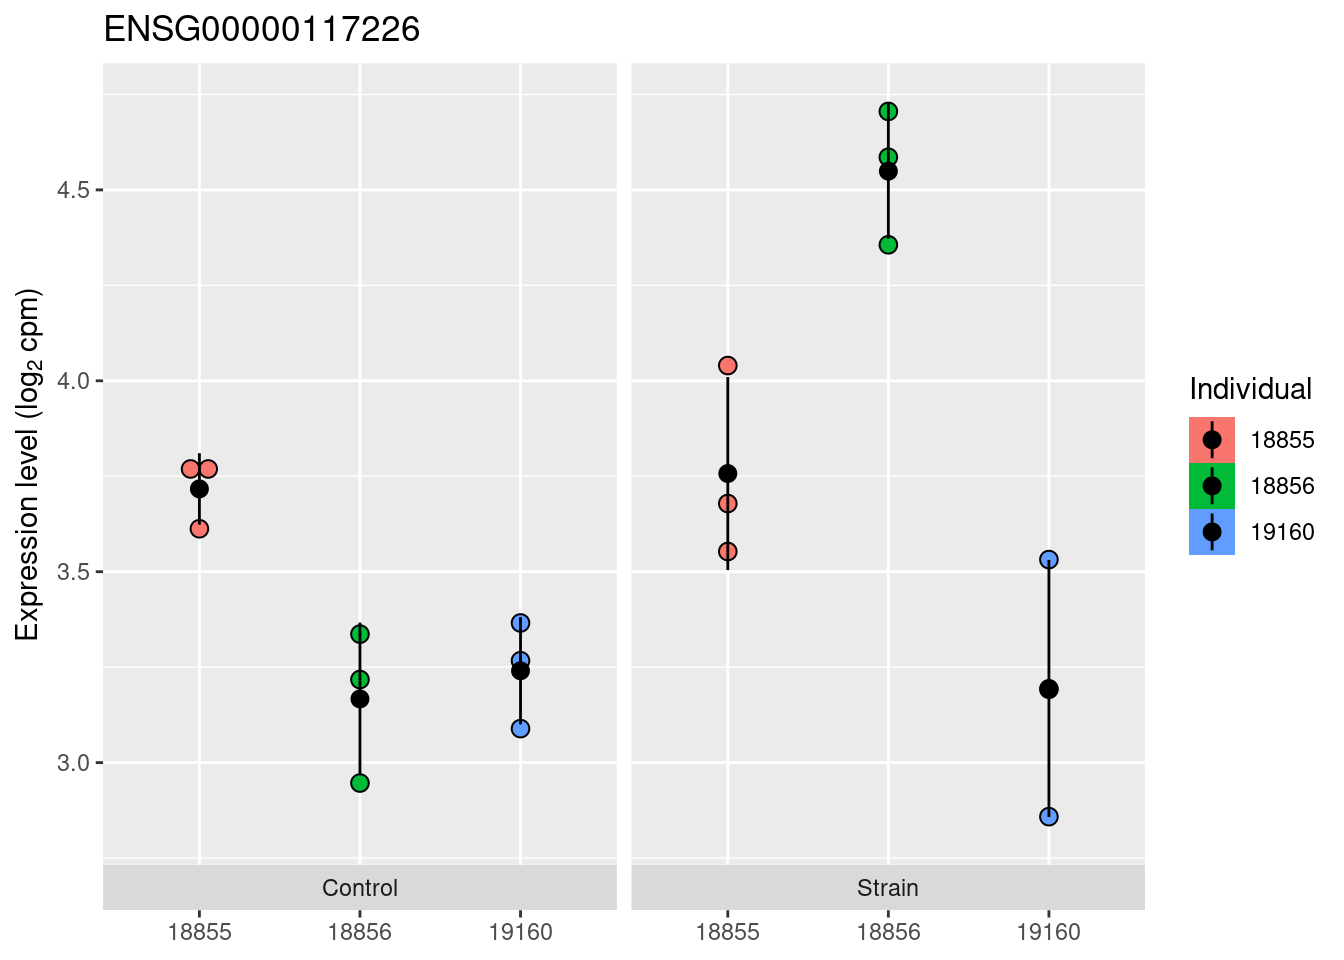 ENSG00000117226
Expression level (log2 cpm)
4.5
4.0
3.5
3.0
Control
Strain
18855
18856
19160
18855
18856
19160
Individual
18855
18856
19160